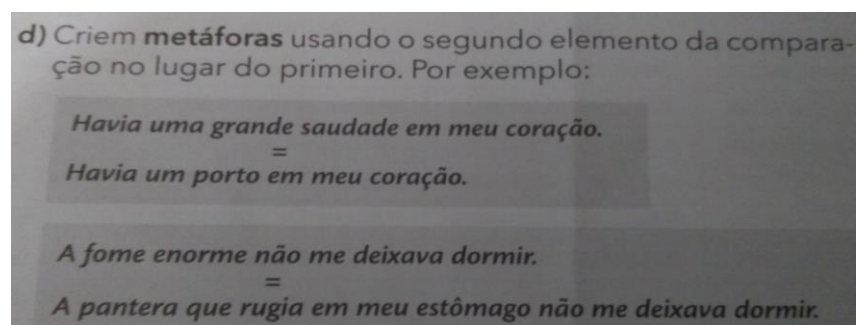 d) Criem metáforas usando o segundo elemento da compara-
ção no lugar do primeiro. Por exemplo:
Havia uma grande saudade em meu coração.
=
Havia um porto em meu coração.
A fome enorme não me deixava dormir.
=
A pantera que rugia em meu estômago não me deixava dormir.